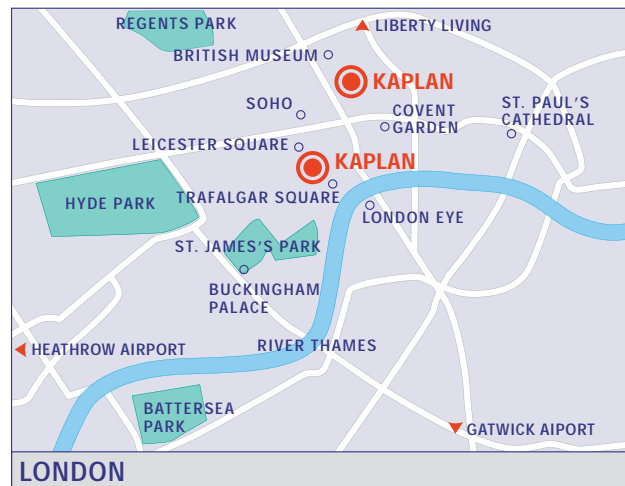 REGENTS PARK
LIBERTY LIVING
BRITISH MUSEUM
KAPLAN
SOHO
COVENT
GARDEN
ST. PAUL'S
CATHEDRAL
LEICESTER SQUARE
KAPLAN
TRAFALGAR SQUARE
HYDE PARK
LONDON EYE
ST. JAMES'S PARK
BUCKINGHAM
PALACE
RIVER THAMES
HEATHROW AIRPORT
BATTERSEA
PARK
GATWICK AIPORT
LONDON